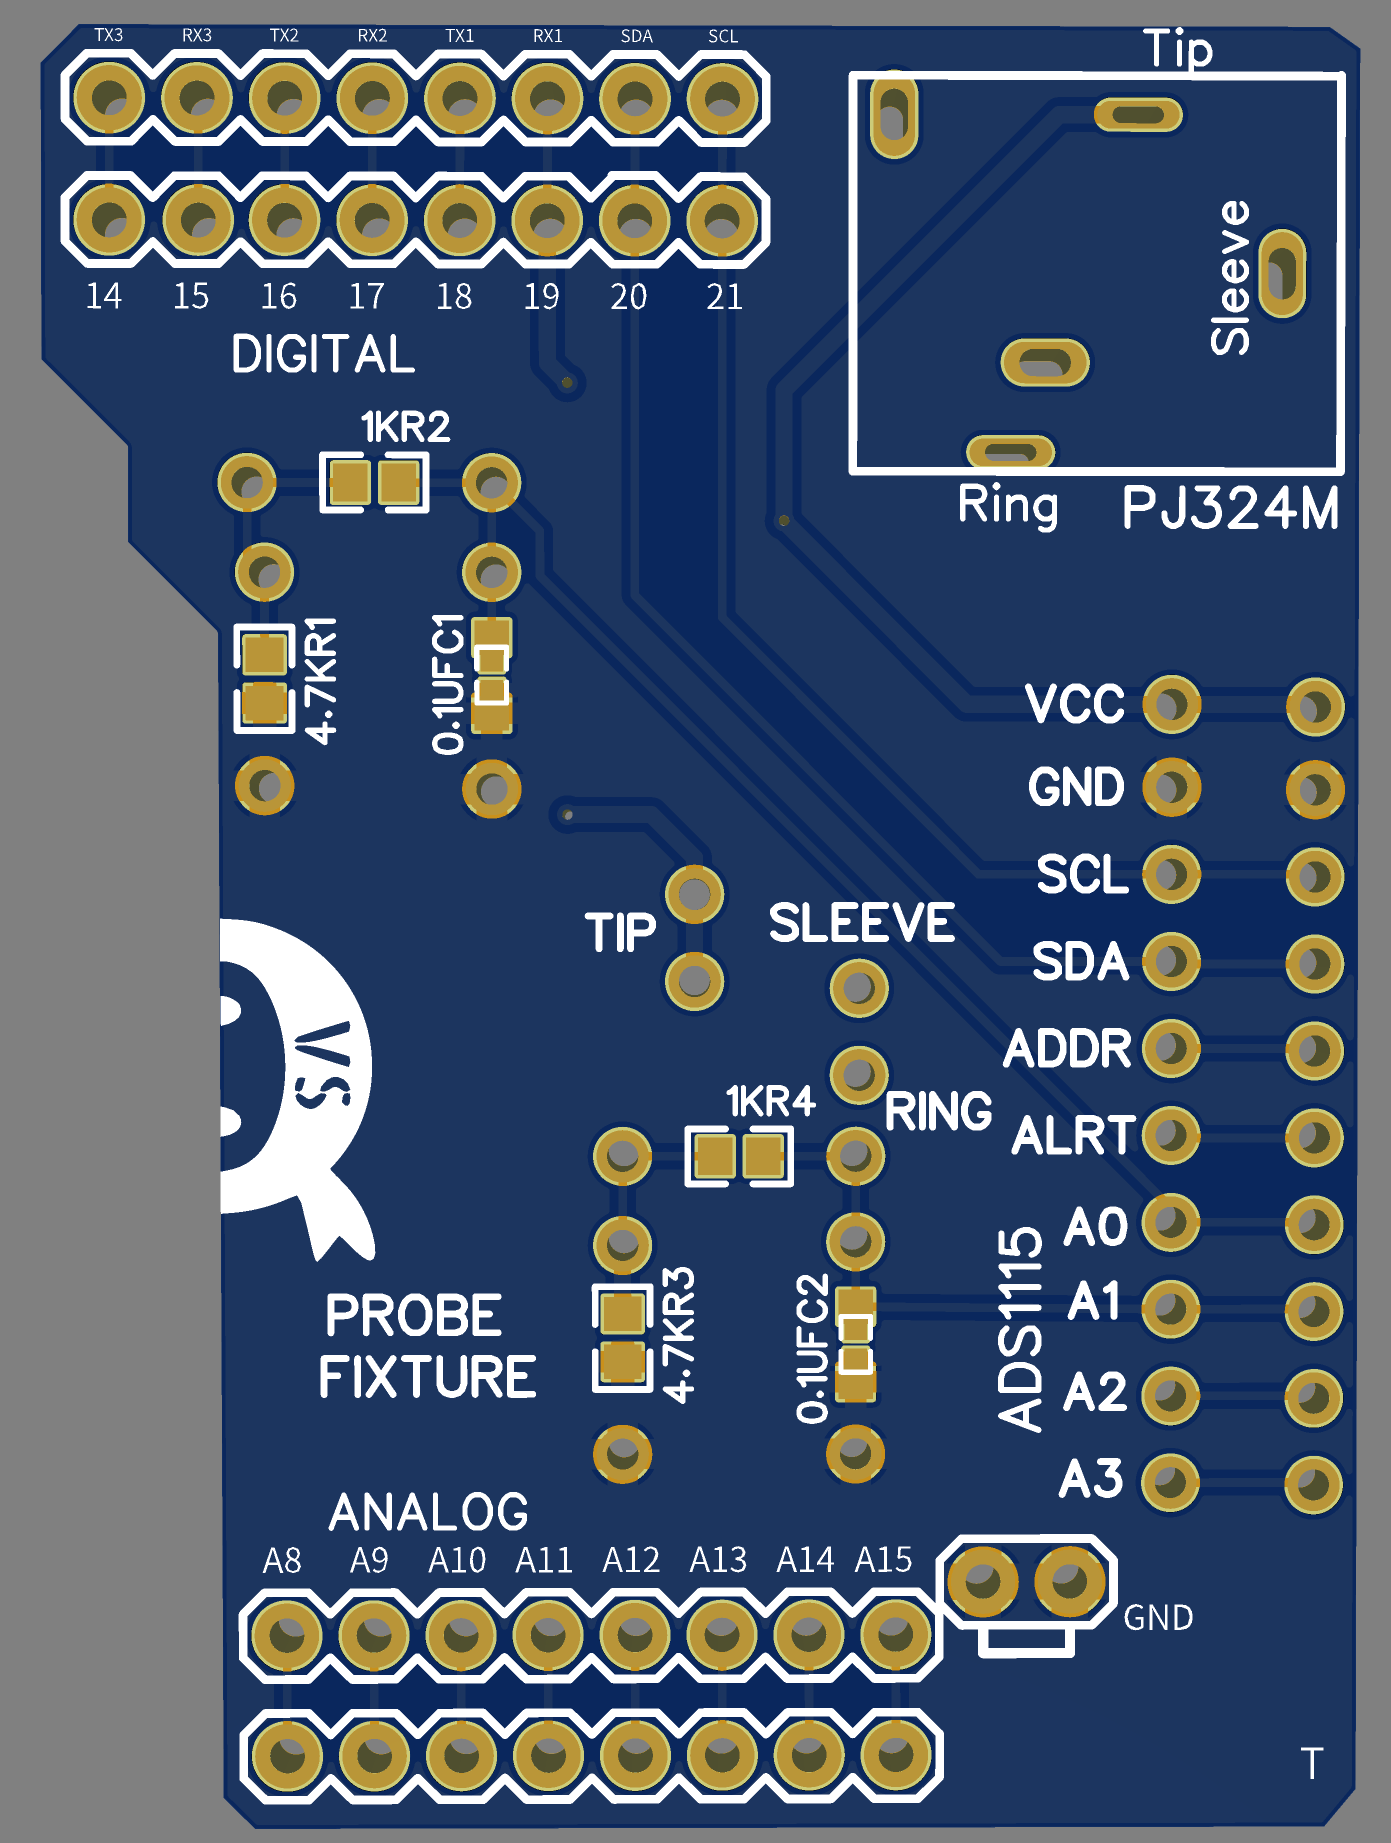 TX3 RX3 TX2 RX2 TX1 RX1 SDA SCL
Tip
14 15 16 17 18 19 20 21
Sleeve
DIGITAL
1KR2
Ring PJ324M
4.7KR1
0.1UFC1
VCC
GND
SCL
TIP
SLEEVE
SDA
VS
ADDR
1KR4
RING
ALRT
A0
ADS1115
A1
PROBE
FIXTURE
4.7KR3
0.1UFC2
A2
A3
ANALOG
A8 A9 A10 A11 A12 A13 A14 A15
GND
T